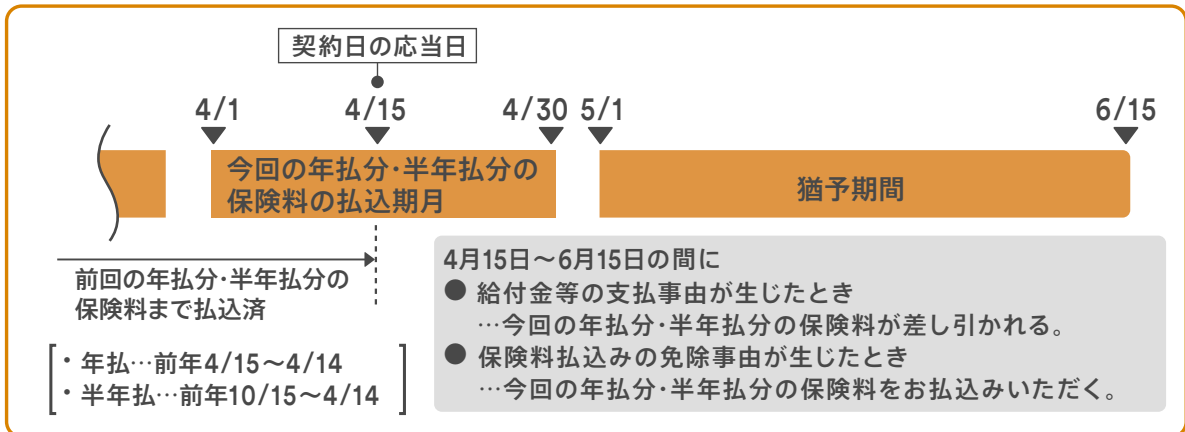 契約日の応当日
4/1
4/15
4/30
5/1
6/15
今回の年払分・半年払分の
保険料の払込期月
猶予期間
前回の年払分・半年払分の
保険料まで払込済
・年払…前年4/15〜4/14
・半年払…前年10/15〜4/14
4月15日〜6月15日の間に
● 給付金等の支払事由が生じたとき
…今回の年払分・半年払分の保険料が差し引かれる。
● 保険料払込みの免除事由が生じたとき
…今回の年払分・半年払分の保険料をお払込みいただく。